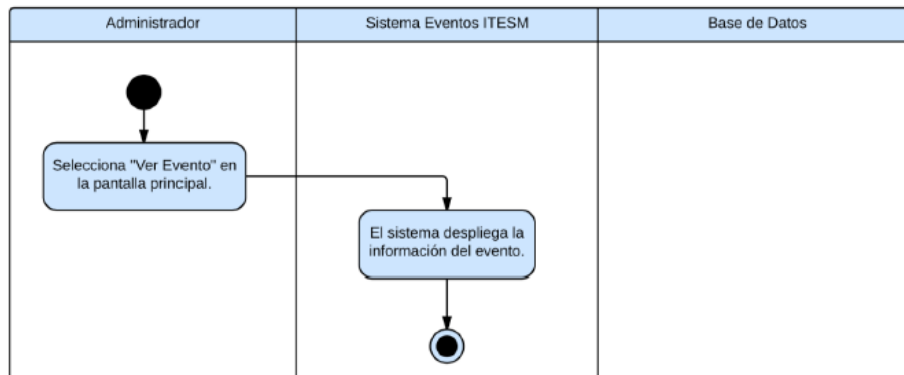 Administrador
Sistema Eventos ITESM
Base de Datos
Selecciona "Ver Evento" en
la pantalla principal.
El sistema despliega la
información del evento.